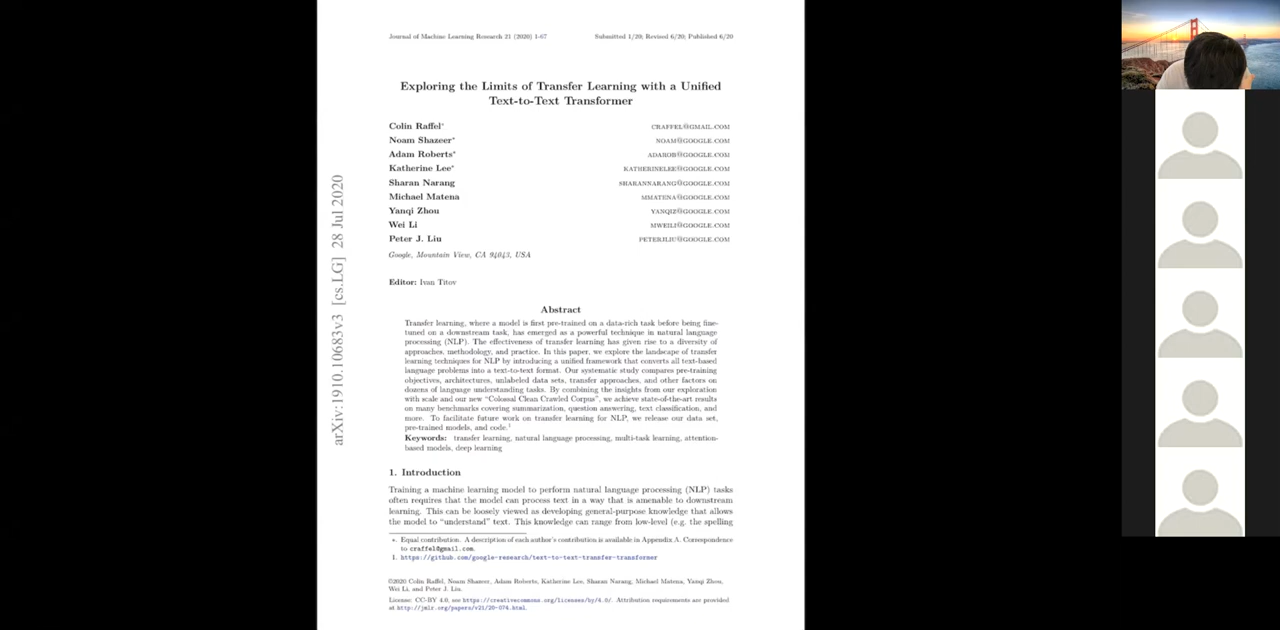 Journal of Machine Learning Research 21 (2020) 1-67
Submitted 1/20; Revised 6/20; Published 6/20
Exploring the Limits of Transfer Learning with a Unified
Text-to-Text Transformer
Colin Raffel* CRAFFEL@GMAIL.COM
Noam Shazeer* NOAM@GOOGLE.COM
Adam Roberts* ADAROB@GOOGLE.COM
Katherine Lee* KATHERINELEE@GOOGLE.COM
Sharan Narang SHARANNARANG@GOOGLE.COM
Michael Matena MMATENA@GOOGLE.COM
Yanqi Zhou YANQIZ@GOOGLE.COM
Wei Li MWEILI@GOOGLE.COM
Peter J. Liu PETERJLIU@GOOGLE.COM
Google, Mountain View, CA 94043, USA
Editor: Ivan Titov
arXiv:1910.10683v3 [cs.LG] 28 Jul 2020
Abstract
Transfer learning, where a model is first pre-trained on a data-rich task before being fine-
tuned on a downstream task, has emerged as a powerful technique in natural language
processing (NLP). The effectiveness of transfer learning has given rise to a diversity of
approaches, methodology, and practice. In this paper, we explore the landscape of transfer
learning techniques for NLP by introducing a unified framework that converts all text-based
language problems into a text-to-text format. Our systematic study compares pre-training
objectives, architectures, unlabeled data sets, transfer approaches, and other factors on
dozens of language understanding tasks. By combining the insights from our exploration
with scale and our new “Colossal Clean Crawled Corpus”, we achieve state-of-the-art results
on many benchmarks covering summarization, question answering, text classification, and
more. To facilitate future work on transfer learning for NLP, we release our data set,
pre-trained models, and code.1
Keywords: transfer learning, natural language processing, multi-task learning, attention-
based models, deep learning
1. Introduction
Training a machine learning model to perform natural language processing (NLP) tasks
often requires that the model can process text in a way that is amenable to downstream
learning. This can be loosely viewed as developing general-purpose knowledge that allows
the model to “understand” text. This knowledge can range from low-level (e.g. the spelling
*. Equal contribution. A description of each author’s contribution is available in Appendix A. Correspondence
to craffel@gmail.com.
1. https://github.com/google-research/text-to-text-transfer-transformer
©2020 Colin Raffel, Noam Shazeer, Adam Roberts, Katherine Lee, Sharan Narang, Michael Matena, Yanqi Zhou,
Wei Li, and Peter J. Liu.
License: CC-BY 4.0, see https://creativecommons.org/licenses/by/4.0/. Attribution requirements are provided
at http://jmlr.org/papers/v21/20-074.html.